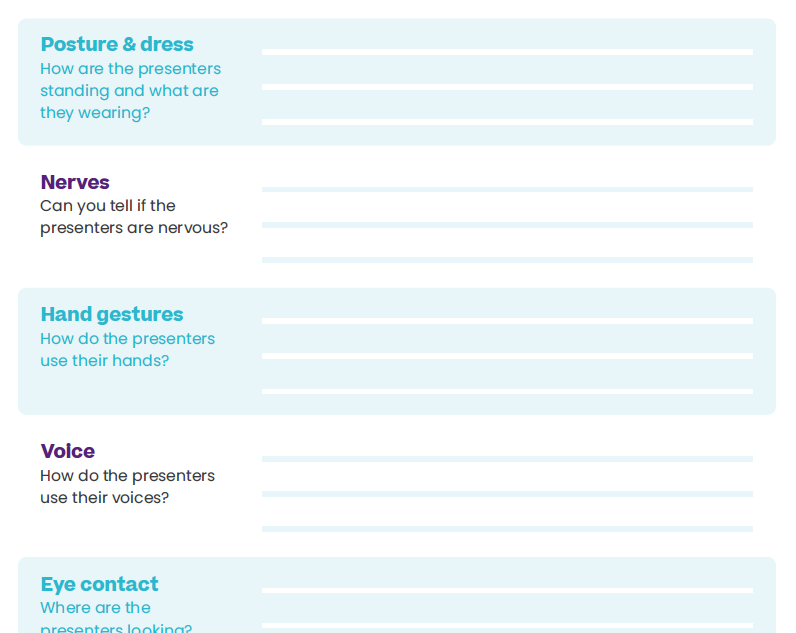 Posture & dress
How are the presenters
standing and what are
they wearing?
Nerves
Can you tell if the
presenters are nervous?
Hand gestures
How do the presenters
use their hands?
Voice
How do the presenters
use their voices?
Eye contact
Where are the
presenters looking?